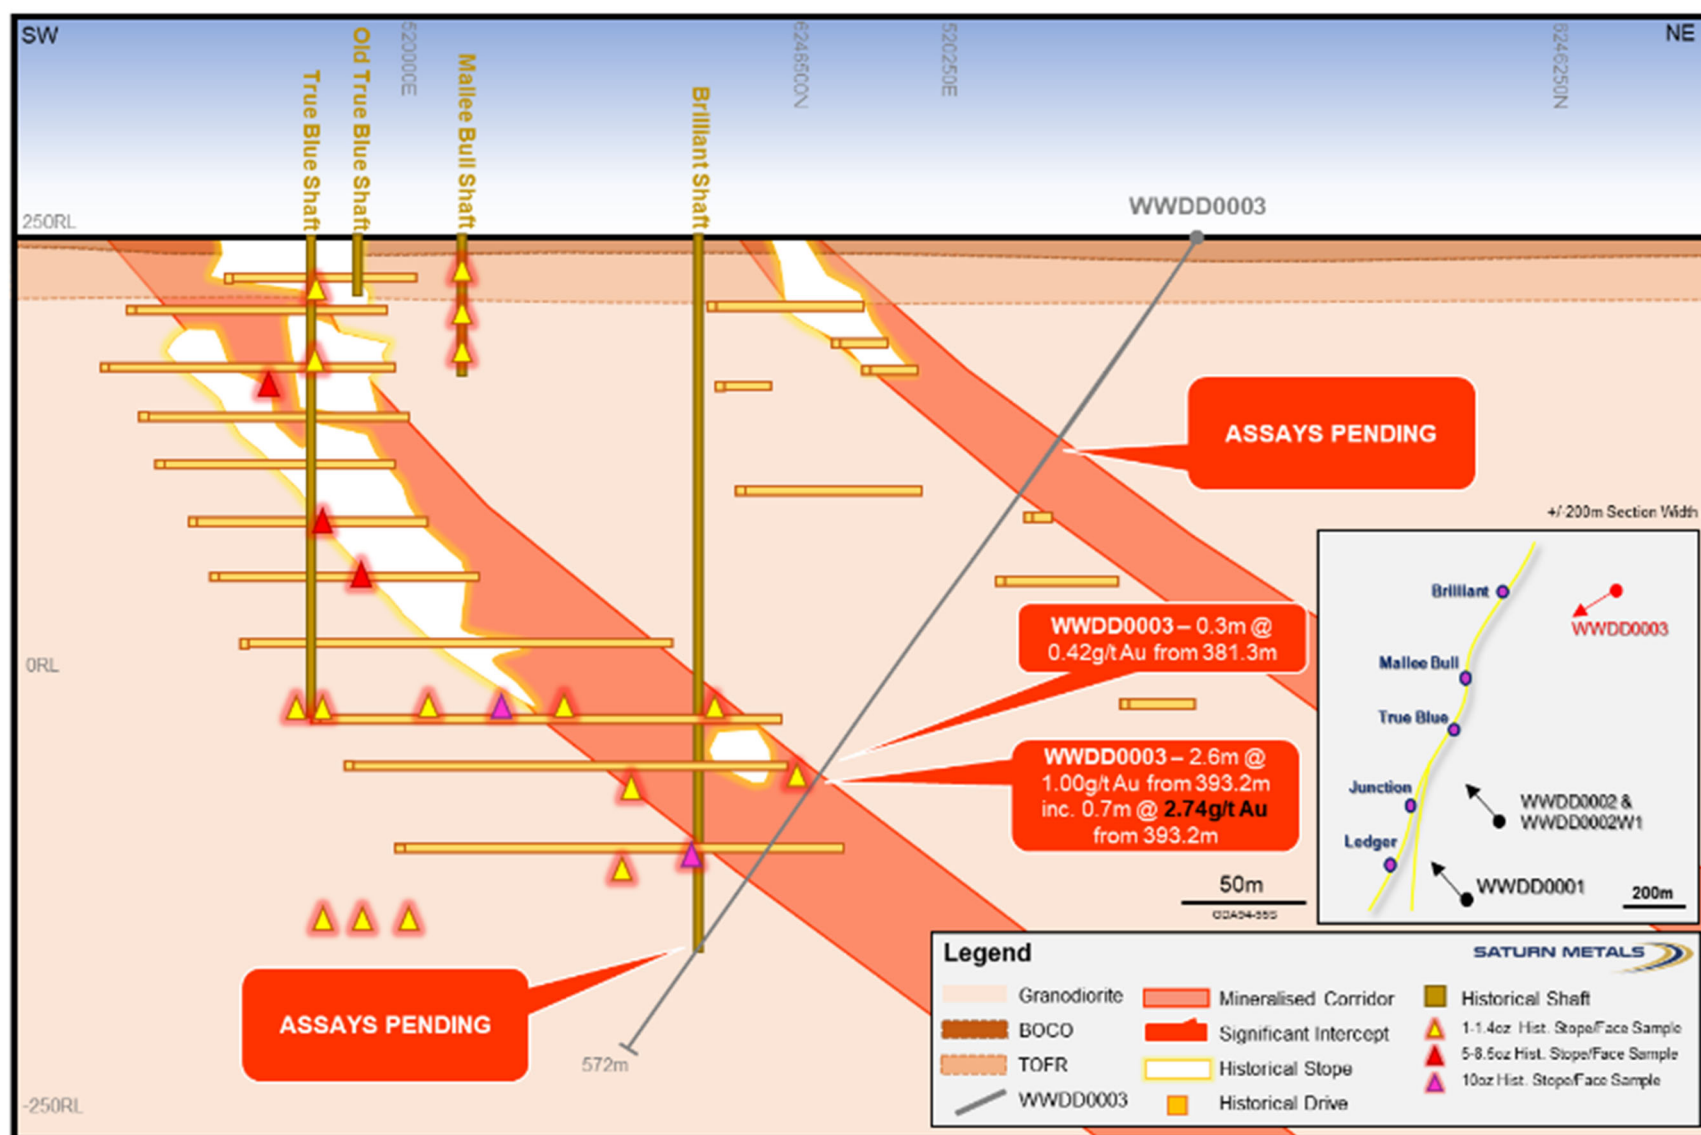 SW
NE
True Blue Shaft
Old True Blue Shaft
520000E
Mallee Bull Shaft
Brilliant Shaft
6246500N
520250E
6246250N
250RL
WWDD0003
ASSAYS PENDING
+/-200m Section Width
Brilliant
WWDD0003
Mallee Bull
True Blue
Junction
WWDD0002 &
WWDD0002W1
Ledger
WWDD0001
200m
WWDD0003 – 0.3m @
0.42g/t Au from 381.3m
0RL
WWDD0003 – 2.6m @
1.00g/t Au from 393.2m
inc. 0.7m @ 2.74g/t Au
from 393.2m
50m
GDA94-55S
ASSAYS PENDING
572m
-250RL
Legend
SATURN METALS
Granodiorite
BOCO
TOFR
WWDD0003
Mineralised Corridor
Significant Intercept
Historical Stope
Historical Drive
Historical Shaft
1-1.4oz Hist. Stope/Face Sample
5-8.5oz Hist. Stope/Face Sample
10oz Hist. Stope/Face Sample